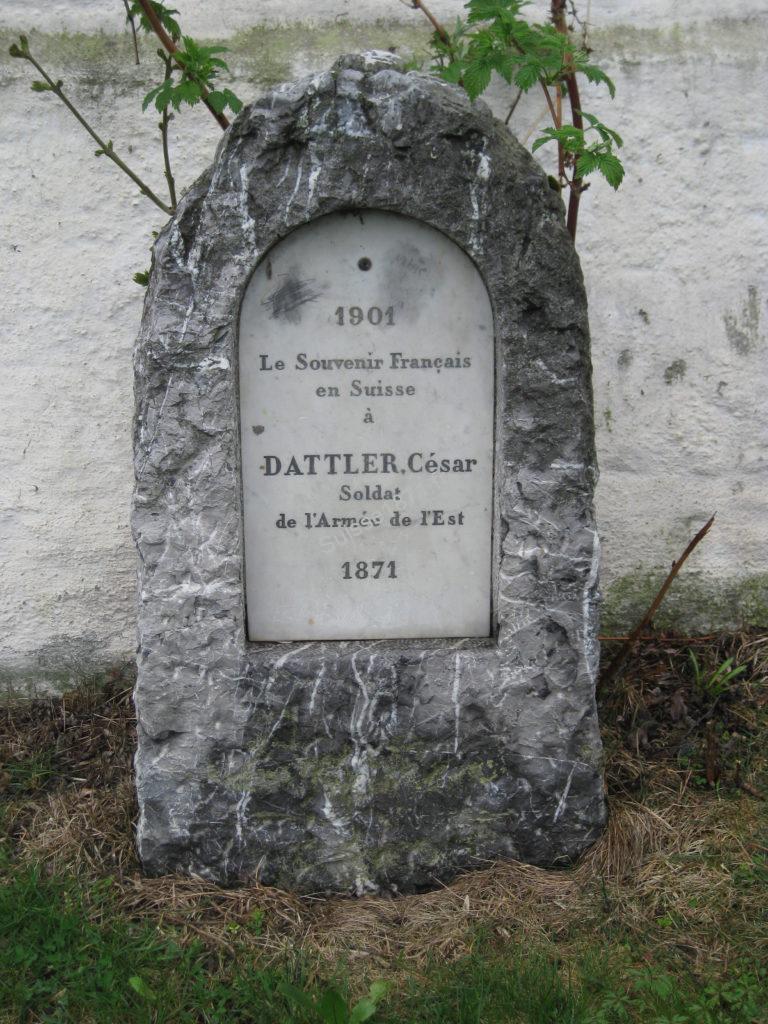 1901
Le Souvenir Français
en Suisse
à
DATTLER, César
Soldat
de l'Armée de l'Est
1871